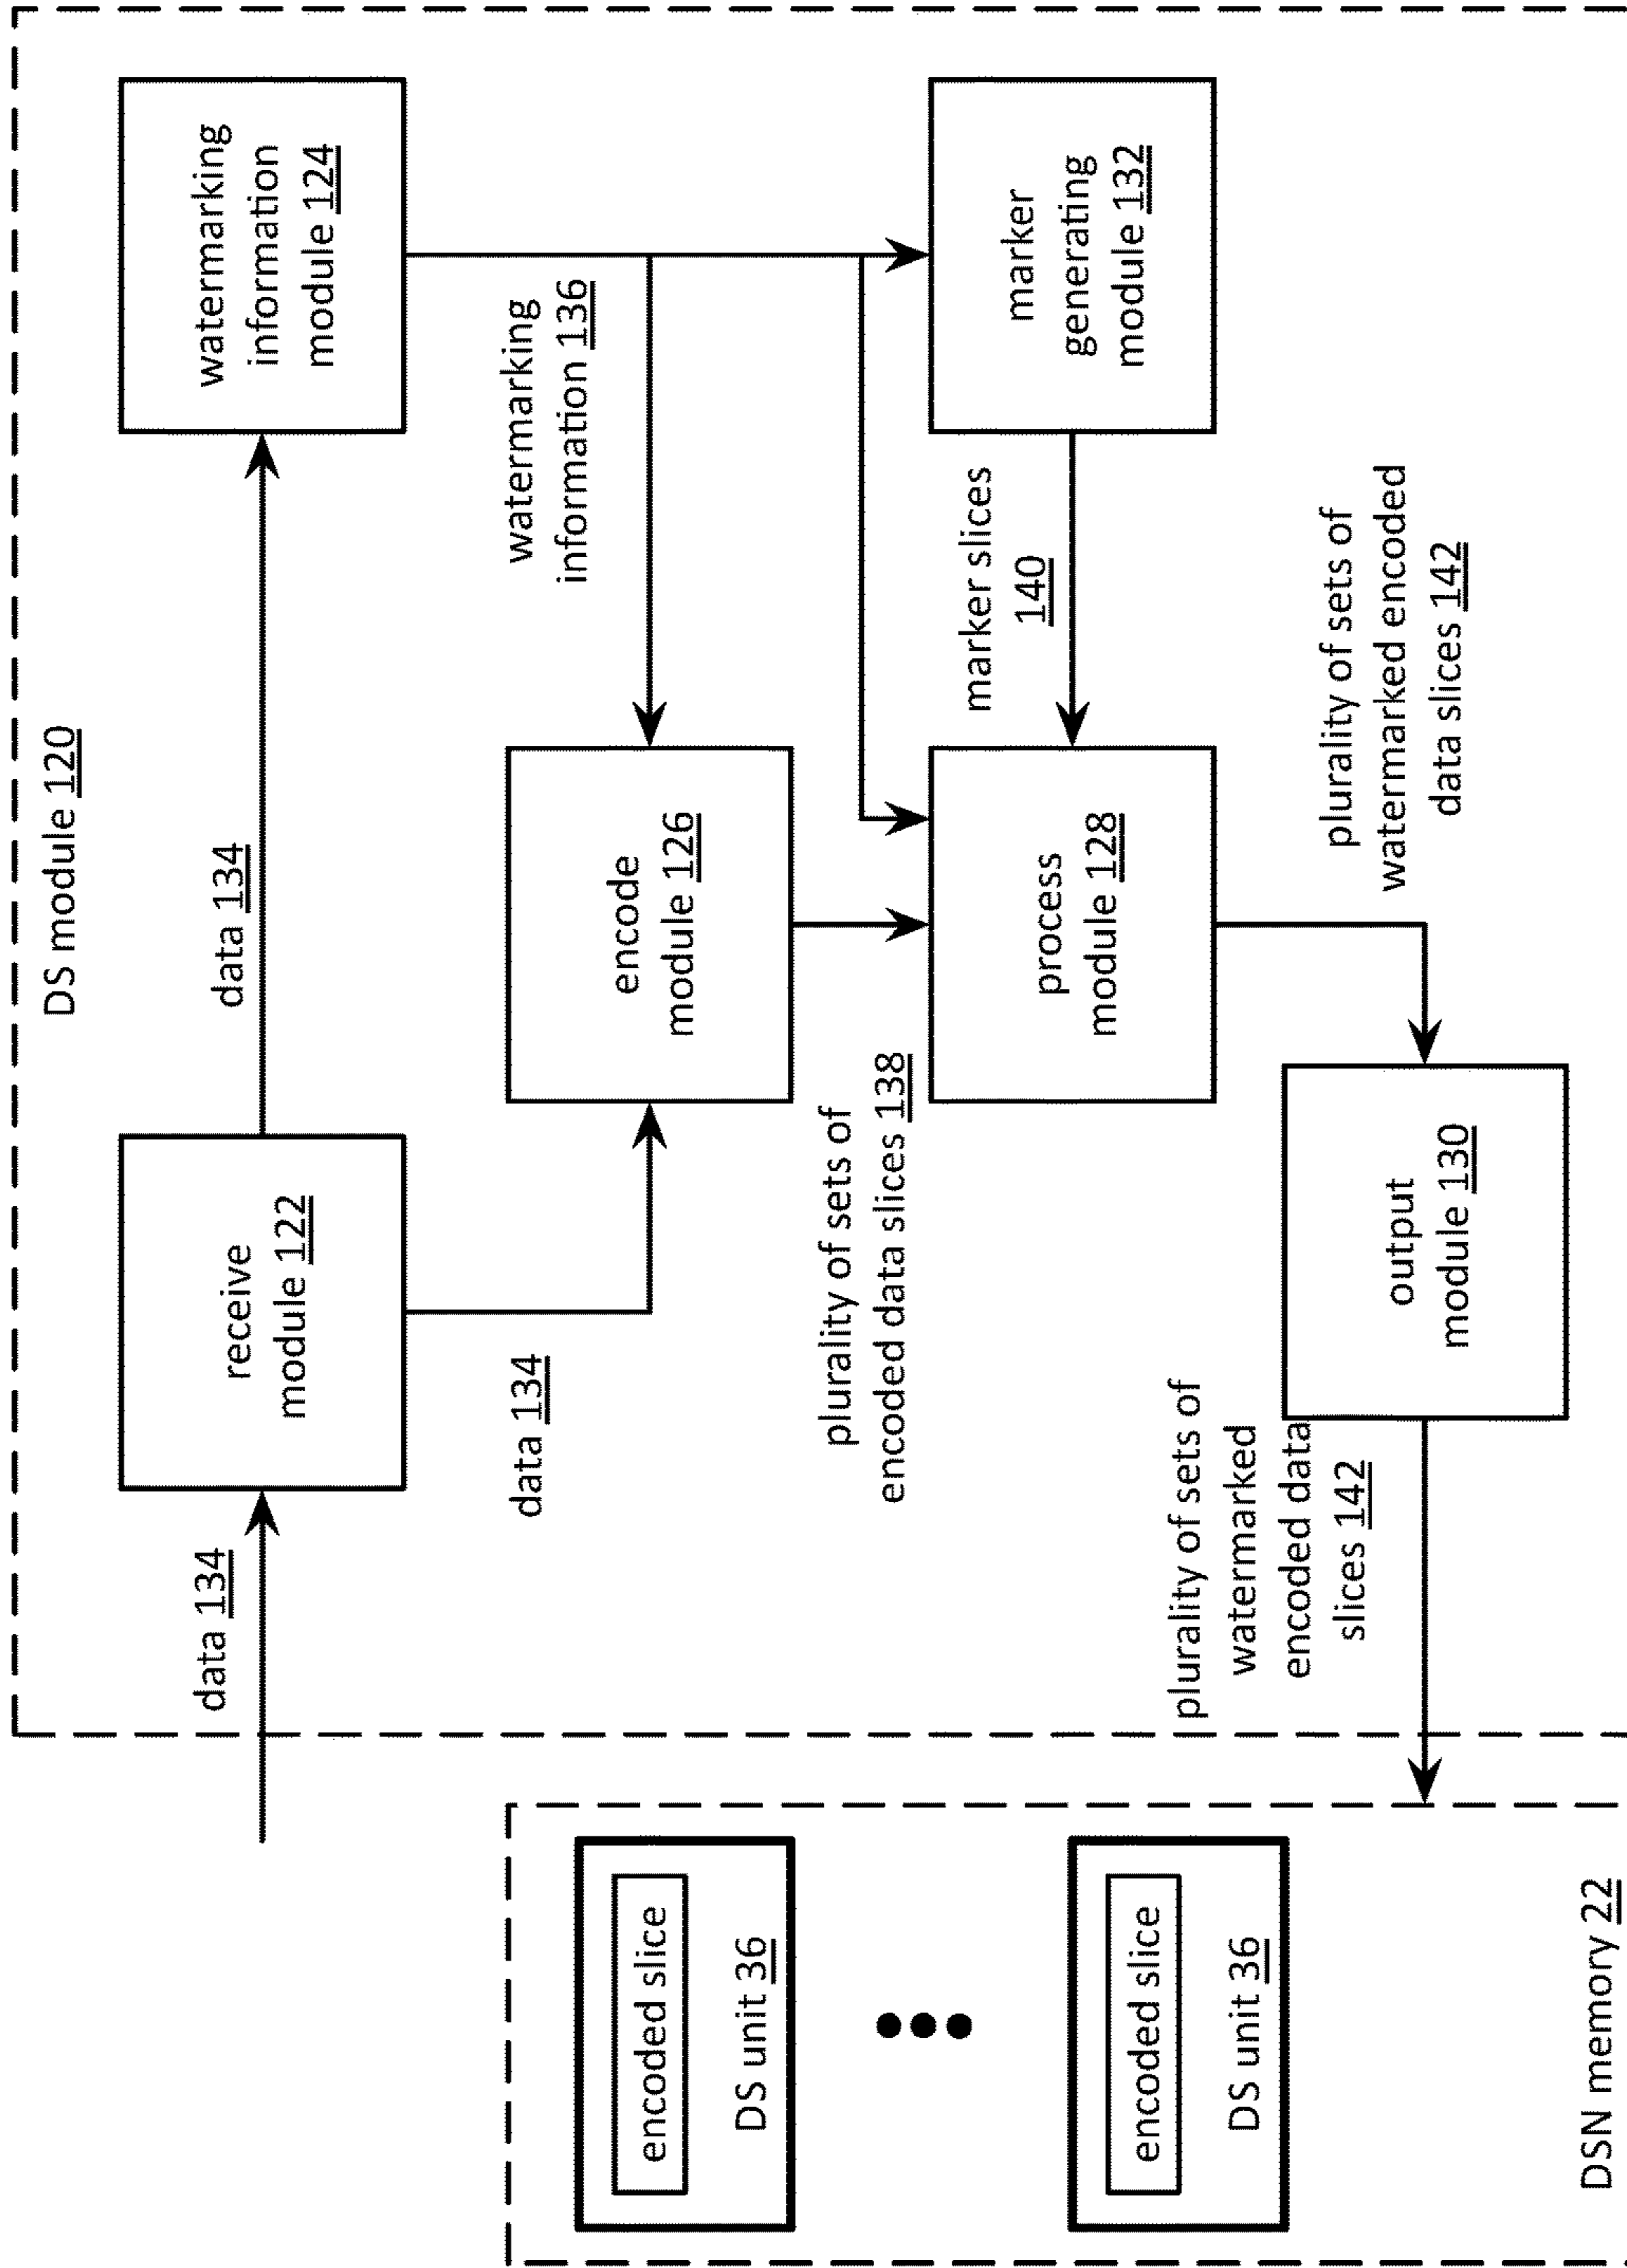 DS module 120
data 134
receive
module 122
data 134
watermarking
information
module 124
data 134
watermarking
information 136
encode
module 126
plurality of sets of
encoded data slices 138
process
module 128
marker slices
140
marker
generating
module 132
plurality of sets of
watermarked encoded
data slices 142
output
module 130
plurality of sets of
watermarked
encoded data
slices 142
encoded slice
DS unit 36
encoded slice
DS unit 36
DSN memory 22